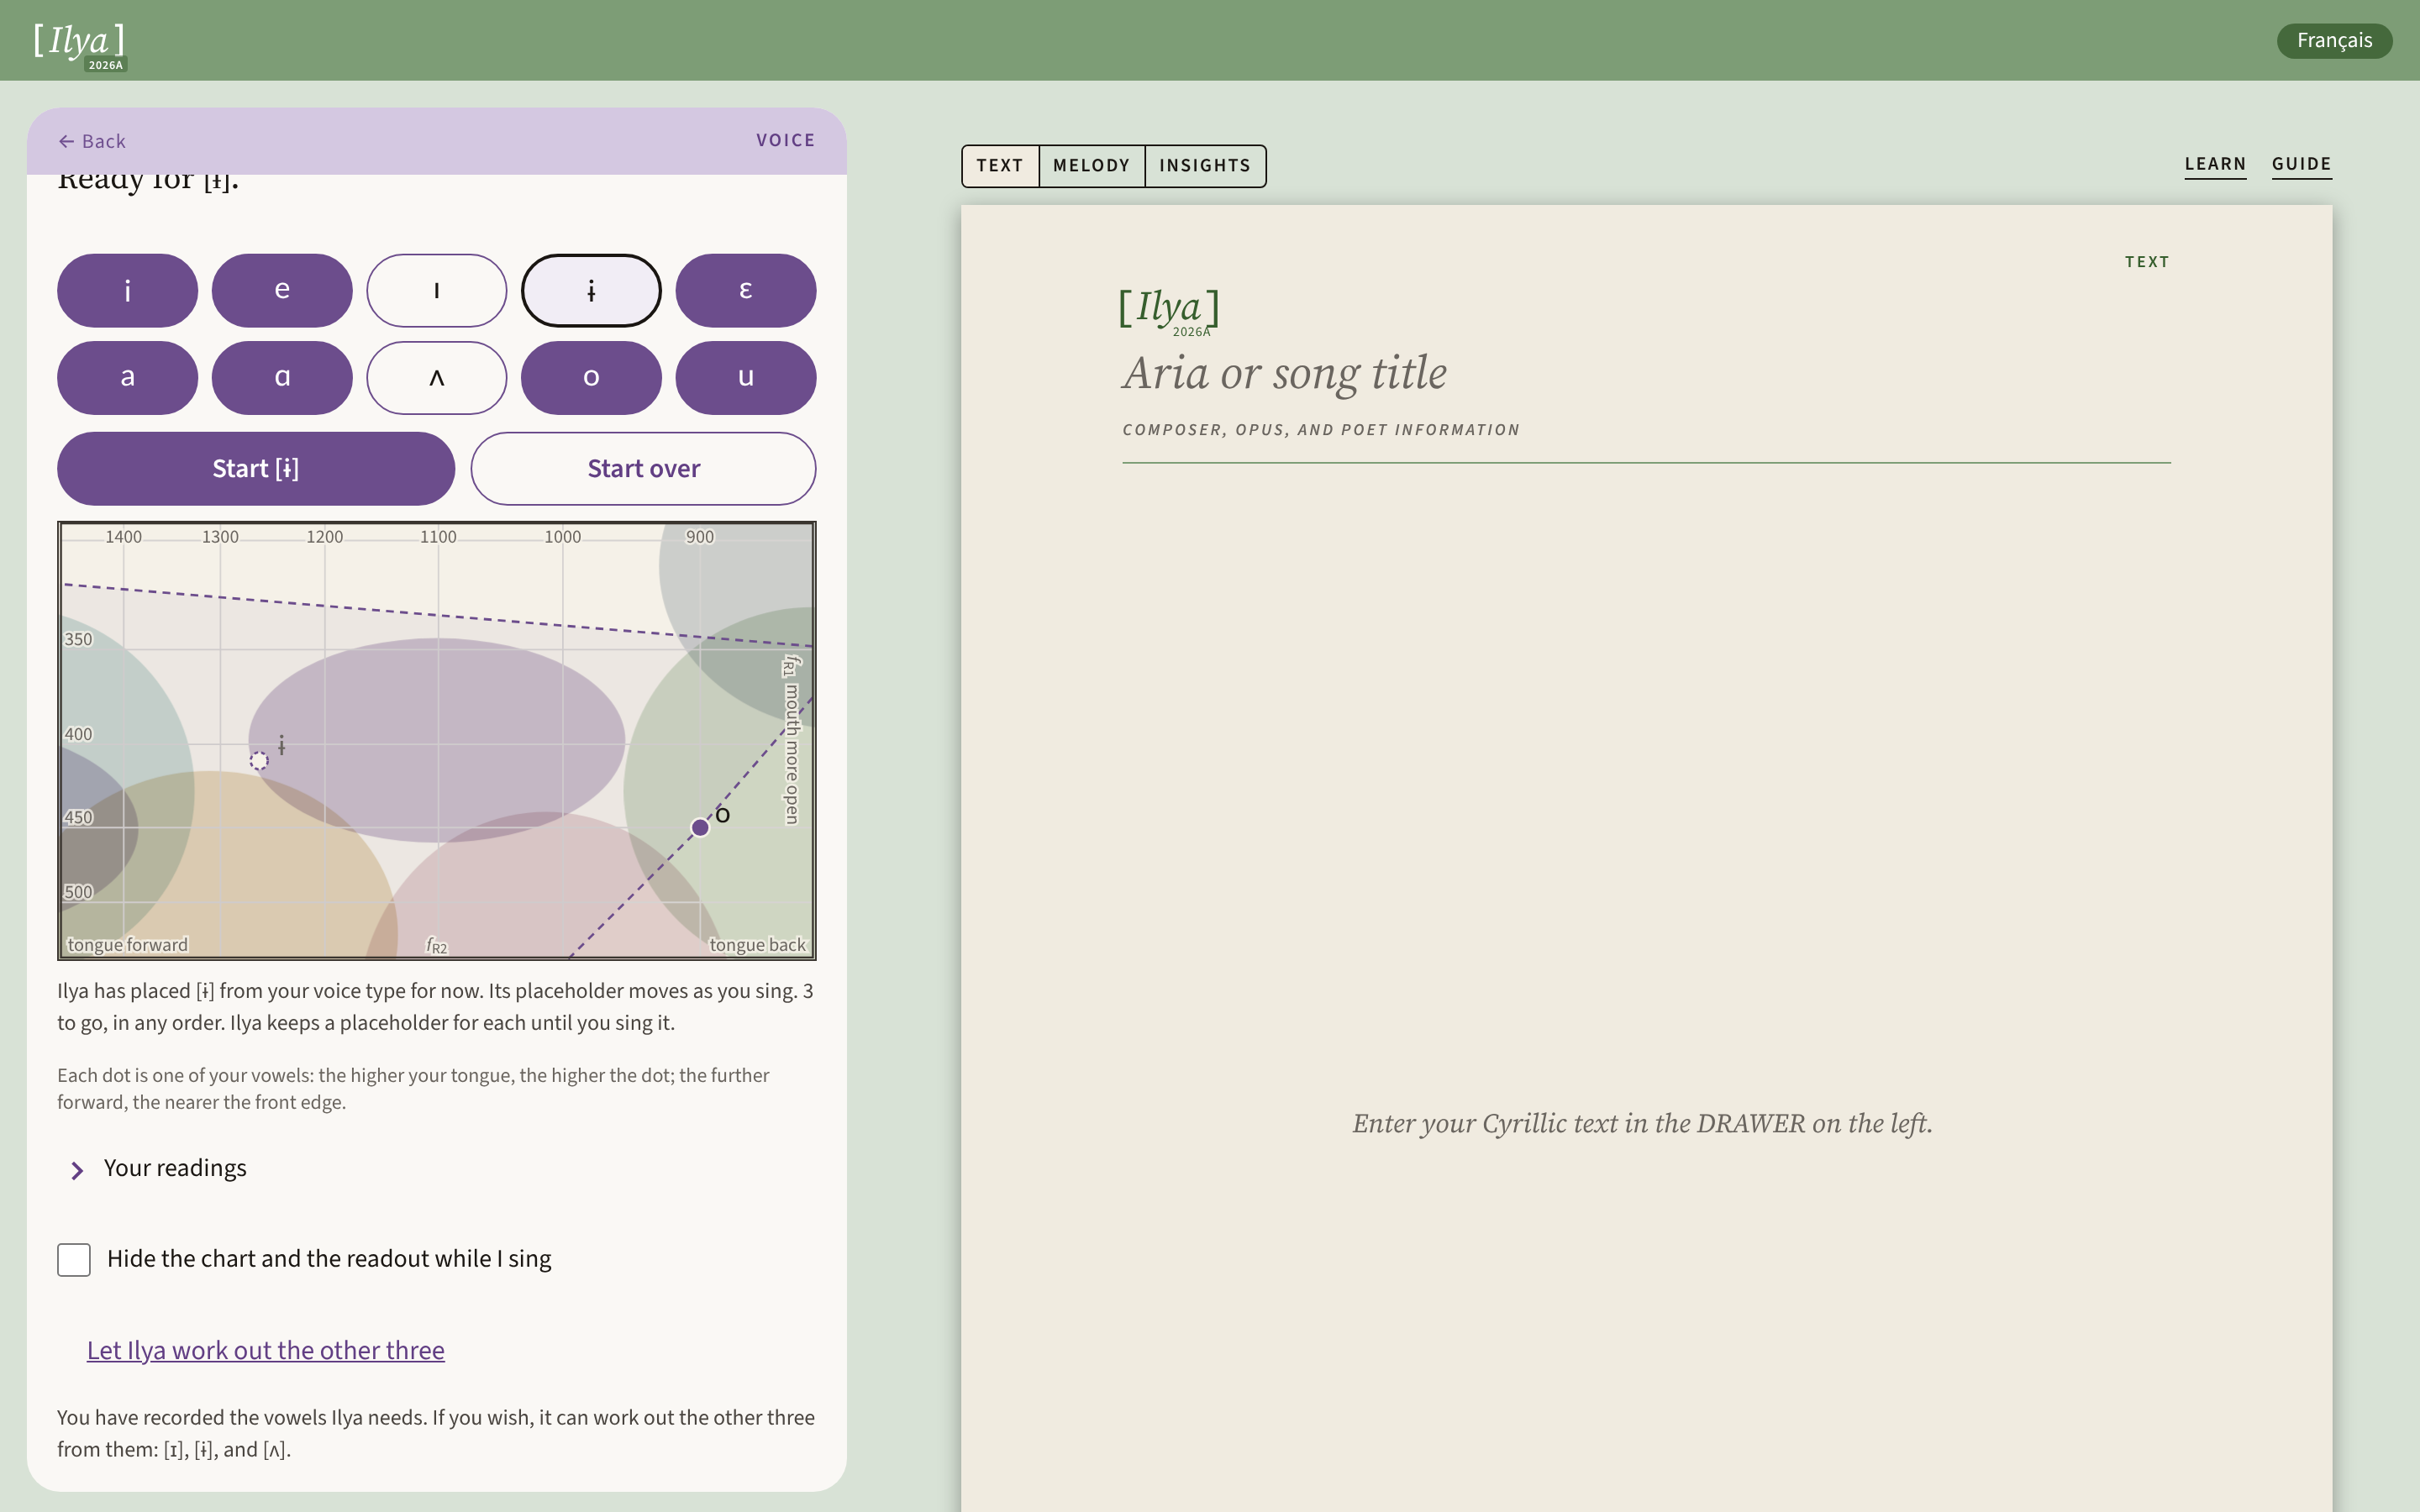 [Ilya]
2026A
Français
← Back
VOICE
Ready for [ɨ].
i e ɪ ɨ ɛ
a ɑ ʌ o u
Start [ɨ]
Start over
1400 1300 1200 1100 1000 900
350
400
450
500
ɨ
o
fR1 mouth more open
tongue forward
fR2
tongue back
Ilya has placed [ɨ] from your voice type for now. Its placeholder moves as you sing. 3
to go, in any order. Ilya keeps a placeholder for each until you sing it.
Each dot is one of your vowels: the higher your tongue, the higher the dot; the further
forward, the nearer the front edge.
Your readings
Hide the chart and the readout while I sing
Let Ilya work out the other three
You have recorded the vowels Ilya needs. If you wish, it can work out the other three
from them: [ɪ], [ɨ], and [ʌ].
TEXT MELODY INSIGHTS
LEARN GUIDE
TEXT
[Ilya]
2026A
Aria or song title
COMPOSER, OPUS, AND POET INFORMATION
Enter your Cyrillic text in the DRAWER on the left.